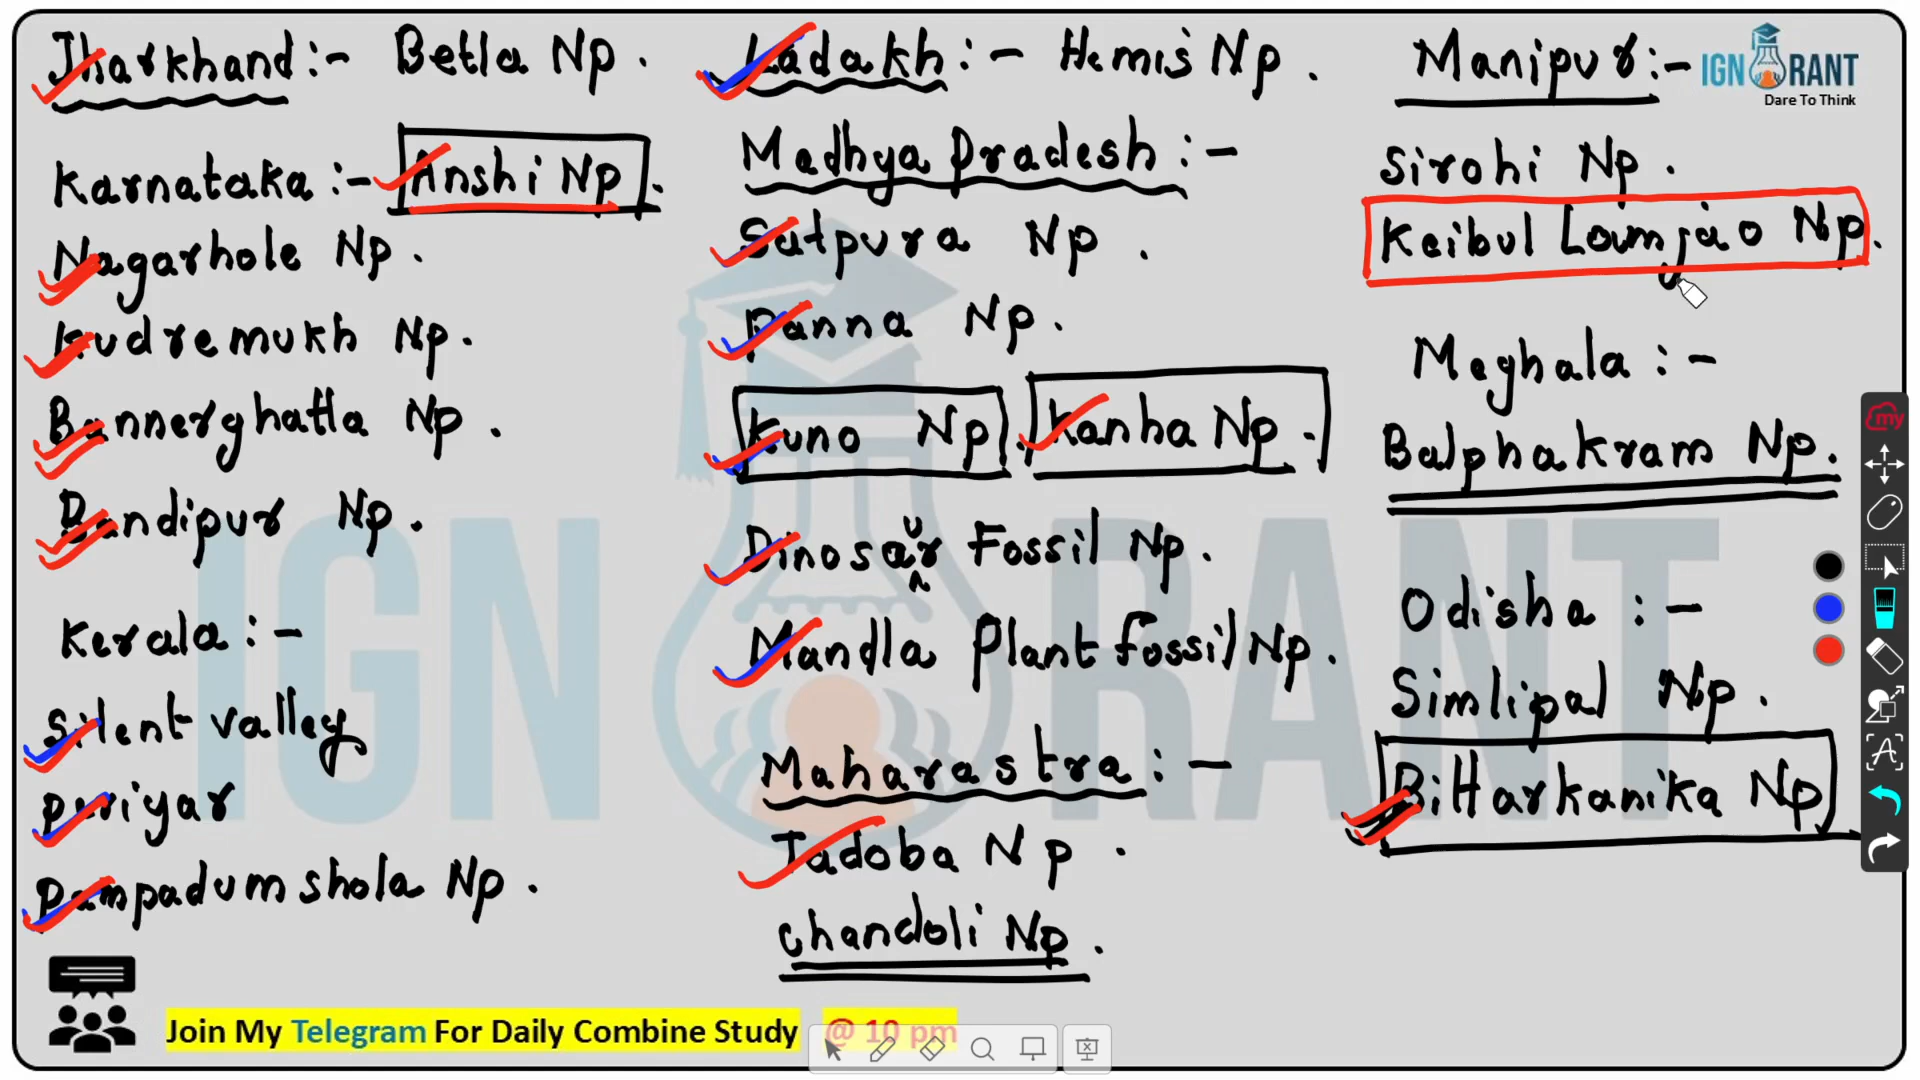 Jharkhand :- Betla Np.
Karnataka :- Anshi Np.
Nagarhole Np.
Kudremukh Np.
Bannerghatta Np.
Bandipur Np.
Kerala :-
Silent valley
periyar
Pampadum shola Np.
Ladakh :- Hemis Np.
Madhya Pradesh :-
Satpura Np.
Panna Np.
Kuno Np. Kanha Np.
Dinosaur Fossil Np.
Mandla Plant fossil Np.
Maharastra :-
Tadoba Np.
chandoli Np.
Manipur :-
Sirohi Np.
Keibul Lamjao Np.
Meghala :-
Balphakram Np.
Odisha :-
Simlipal Np.
Bittarkanika Np
IGNORANT
Dare To Think
IGNORANT
Join My Telegram For Daily Combine Study @ 10 pm
my
A